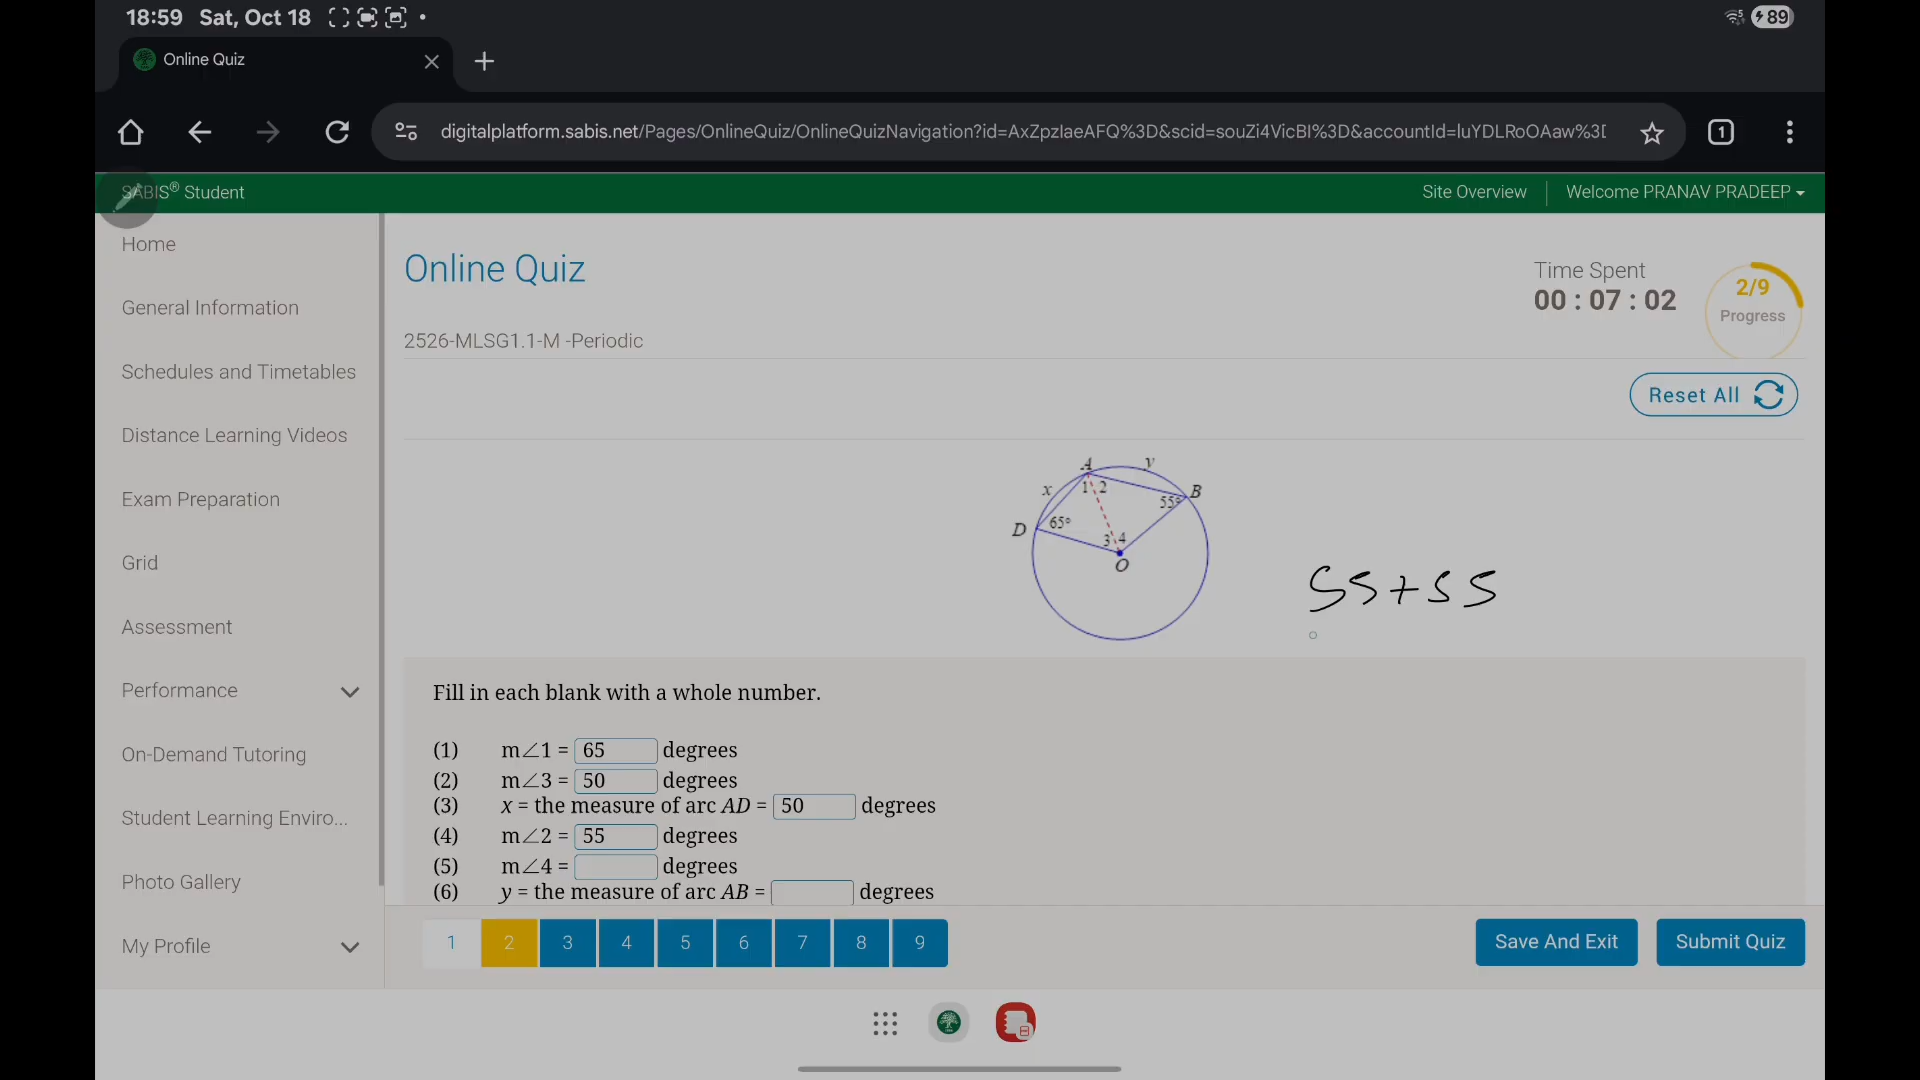 18:59 Sat, Oct 18
89
Online Quiz
digitalplatform.sabis.net/Pages/OnlineQuiz/OnlineQuizNavigation?id=AxZpzIaeAFQ%3D&scid=souZi4VicBI%3D&accountId=luYDLRoOAaw%3D
1
SABIS® Student
Site Overview
Welcome PRANAV PRADEEP
Home
General Information
Schedules and Timetables
Distance Learning Videos
Exam Preparation
Grid
Assessment
Performance
On-Demand Tutoring
Student Learning Enviro...
Photo Gallery
My Profile
Online Quiz
Time Spent
00 : 07 : 02
2/9
Progress
2526-MLSG1.1-M -Periodic
Reset All
A y
x 1 2 B
55°
D 65°
3 4
O
55+55
Fill in each blank with a whole number.
(1) m∠1 = 65 degrees
(2) m∠3 = 50 degrees
(3) x = the measure of arc AD = 50 degrees
(4) m∠2 = 55 degrees
(5) m∠4 = degrees
(6) y = the measure of arc AB = degrees
1 2 3 4 5 6 7 8 9
Save And Exit
Submit Quiz